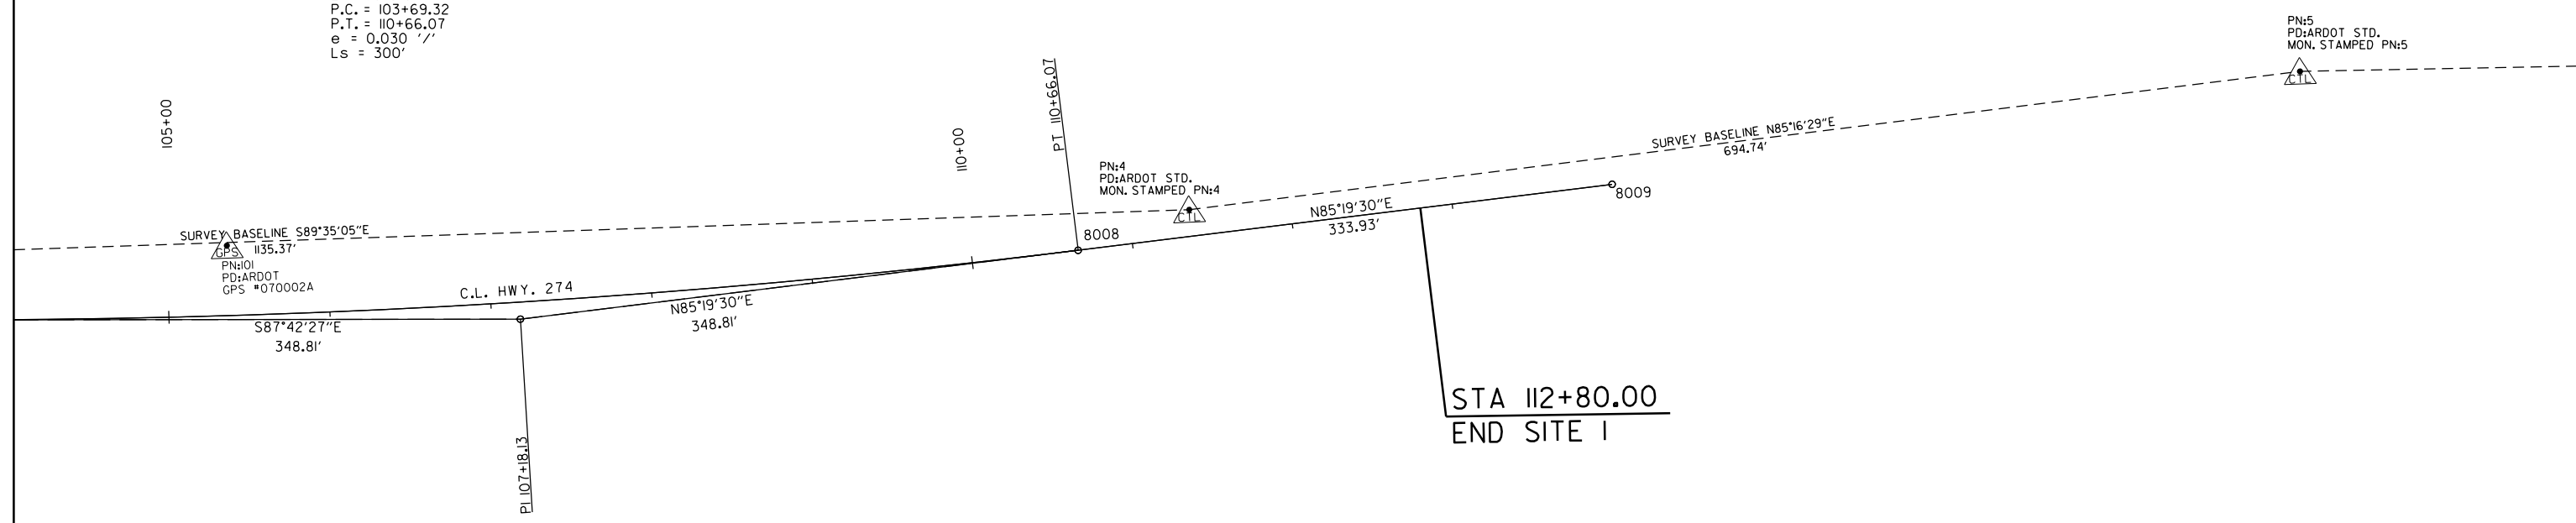 P.C. = 103+69.32
P.T. = 110+66.07
e = 0.030 '/'
Ls = 300'
105+00
110+00
PT 110+66.07
PN:5
PD:ARDOT STD.
MON. STAMPED PN:5
CTL
SURVEY BASELINE N85°16'29"E
694.74'
PN:4
PD:ARDOT STD.
MON. STAMPED PN:4
CTL
8009
N85°19'30"E
333.93'
8008
SURVEY BASELINE S89°35'05"E
1135.37'
GPS
PN:101
PD:ARDOT
GPS #070002A
C.L. HWY. 274
S87°42'27"E
348.81'
N85°19'30"E
348.81'
PI 107+18.13
STA 112+80.00
END SITE 1